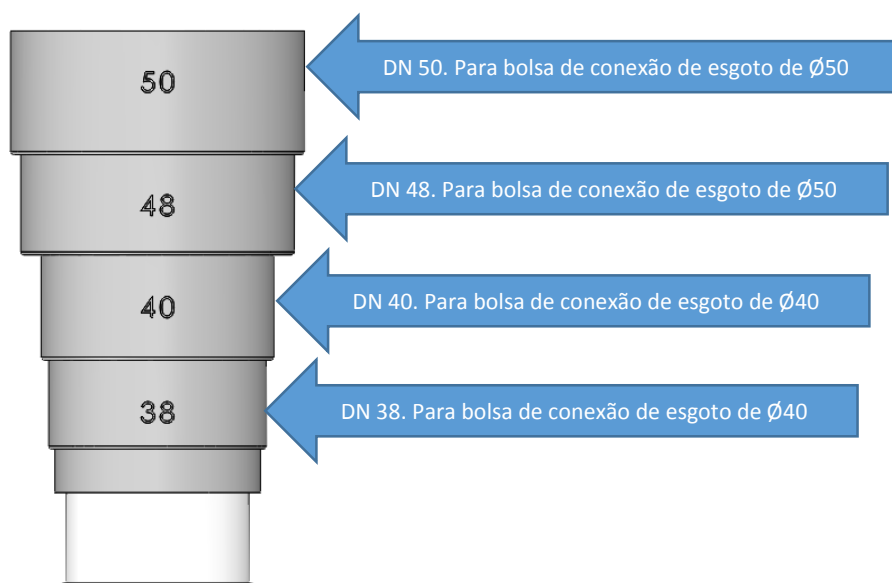 50
DN 50. Para bolsa de conexão de esgoto de Ø50
48
DN 48. Para bolsa de conexão de esgoto de Ø50
40
DN 40. Para bolsa de conexão de esgoto de Ø40
38
DN 38. Para bolsa de conexão de esgoto de Ø40